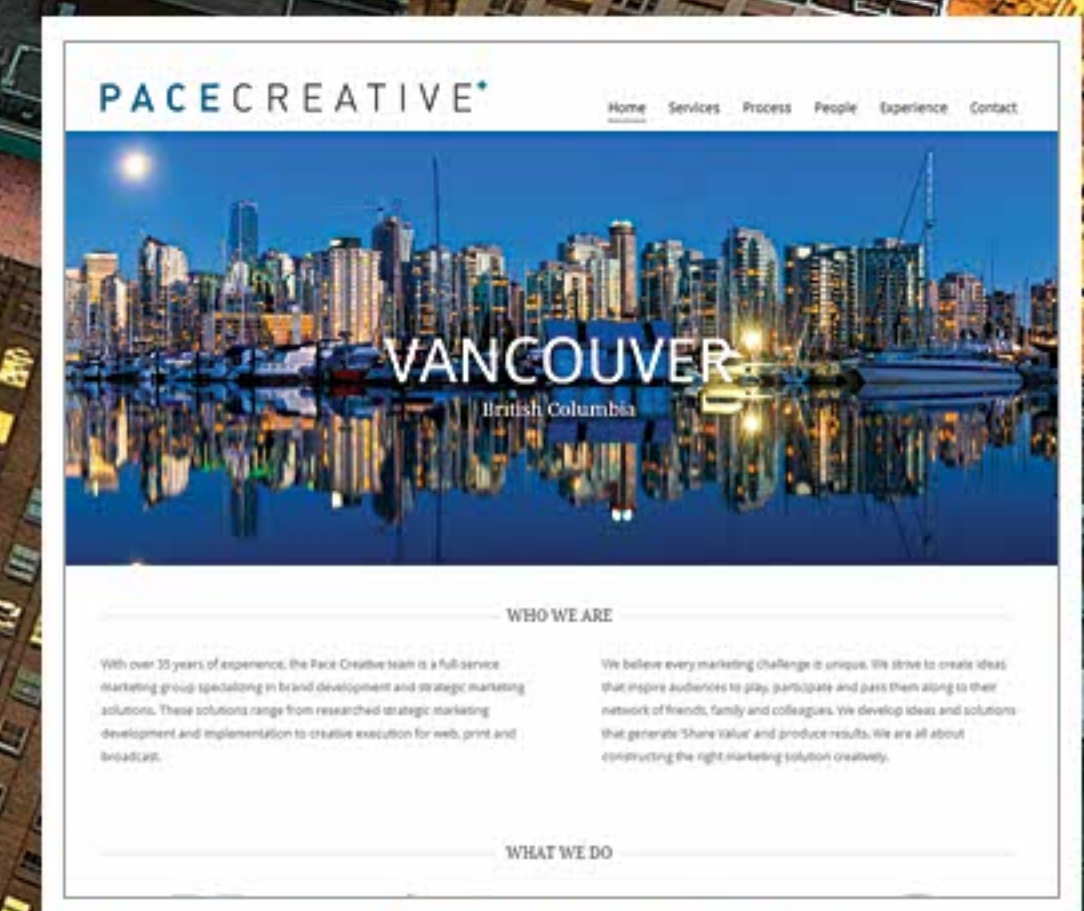 PACECREATIVE
Home Services Process People Experience Contact
VANCOUVER
British Columbia
WHO WE ARE
With over 35 years of experience, the Pace Creative team is a full-service
marketing group specializing in brand development and strategic marketing
solutions. These solutions range from researched strategic marketing
development and implementation to creative execution for web, print and
broadcast.
We believe every marketing challenge is unique. We strive to create ideas
that inspire audiences to play, participate and pass them along to their
network of friends, family and colleagues. We develop ideas and solutions
that generate 'Share Value' and produce results. We are all about
constructing the right marketing solution creatively.
WHAT WE DO